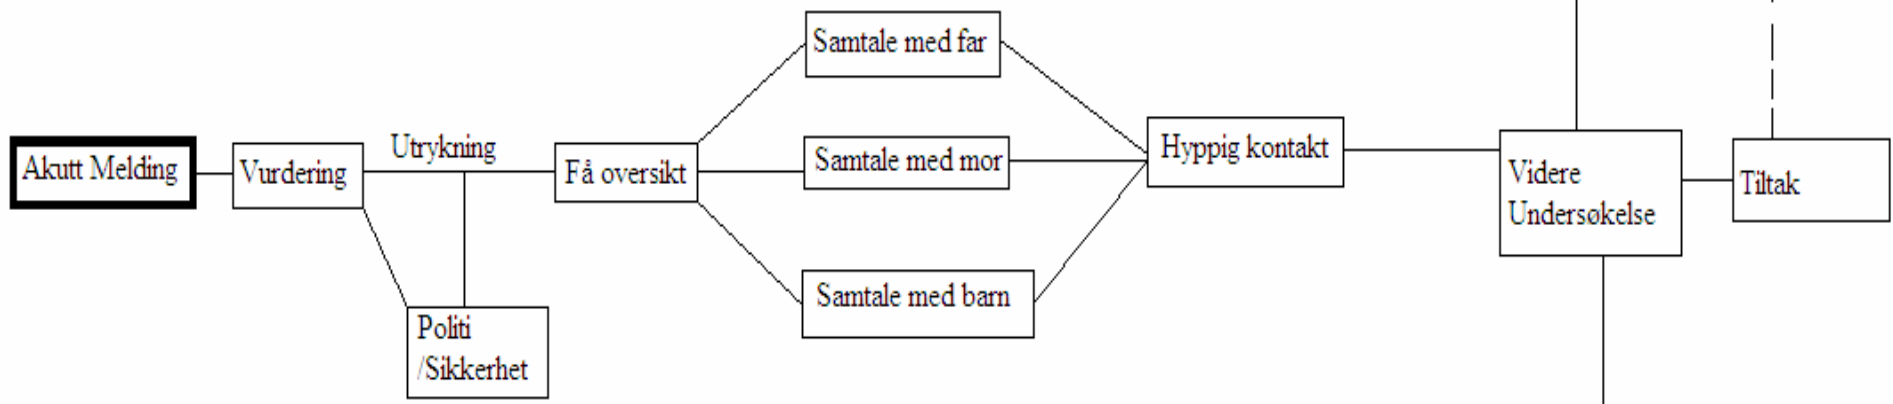 Akutt Melding
Vurdering
Utrykning
Politi
/Sikkerhet
Få oversikt
Samtale med far
Samtale med mor
Samtale med barn
Hyppig kontakt
Videre
Undersøkelse
Tiltak